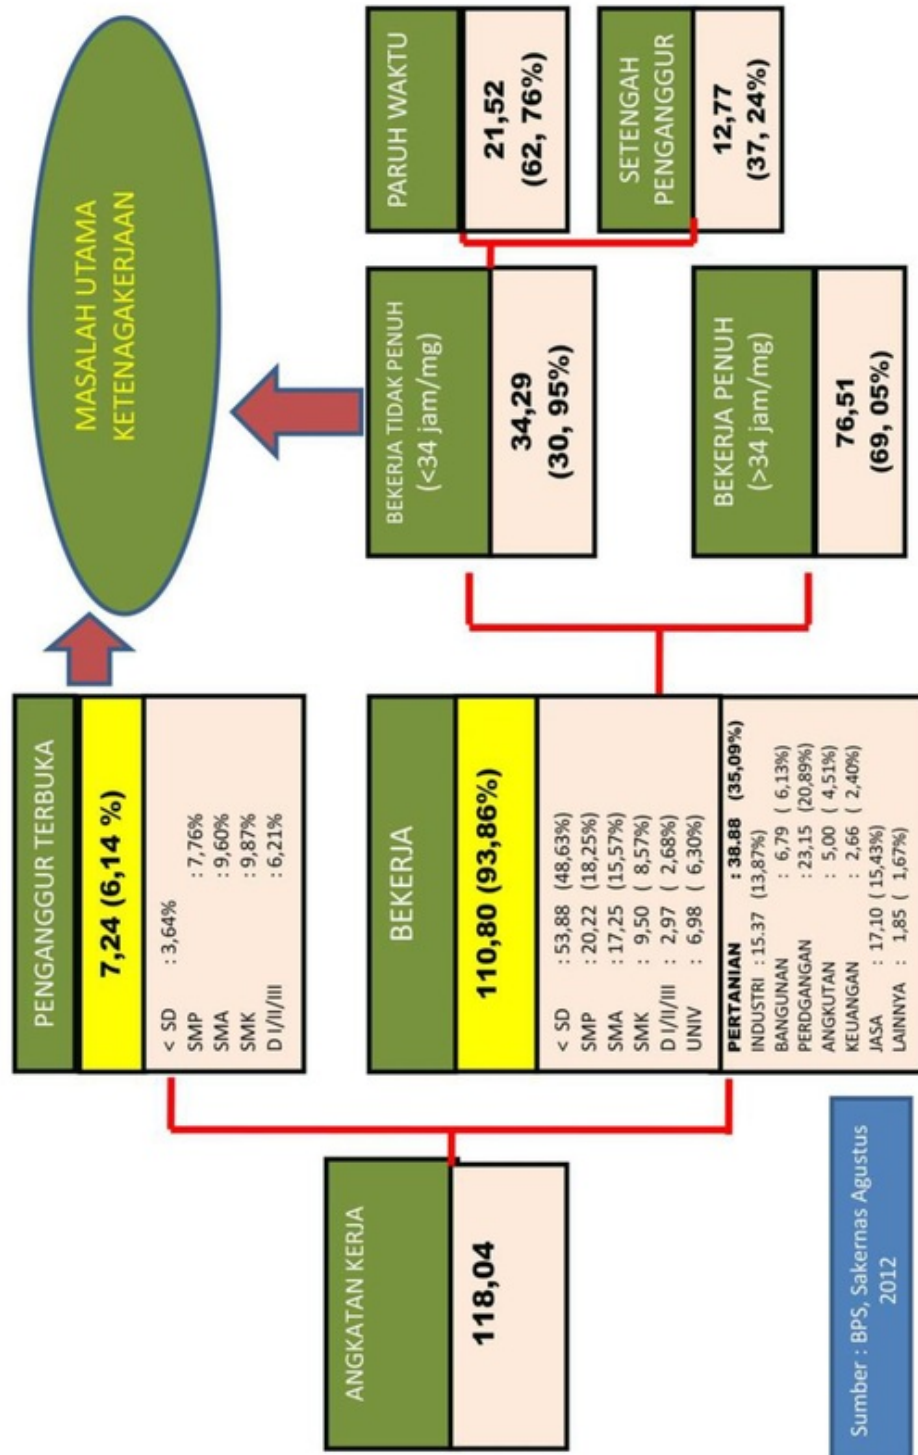 ANGKATAN KERJA
118,04
PENGANGGUR TERBUKA
7,24 (6,14 %)
< SD : 3,64%
SMP : 7,76%
SMA : 9,60%
SMK : 9,87%
D I/II/III : 6,21%
BEKERJA
110,80 (93,86%)
< SD : 53,88 (48,63%)
SMP : 20,22 (18,25%)
SMA : 17,25 (15,57%)
SMK : 9,50 ( 8,57%)
D I/II/III : 2,97 ( 2,68%)
UNIV : 6,98 ( 6,30%)
PERTANIAN : 38.88 (35,09%)
INDUSTRI : 15.37 (13,87%)
BANGUNAN : 6,79 ( 6,13%)
PERDGANGAN : 23,15 (20,89%)
ANGKUTAN : 5,00 ( 4,51%)
KEUANGAN : 2,66 ( 2,40%)
JASA : 17,10 ( 15,43%)
LAINNYA : 1,85 ( 1,67%)
MASALAH UTAMA
KETENAGAKERJAAN
BEKERJA TIDAK PENUH
(<34 jam/mg)
34,29
(30, 95%)
BEKERJA PENUH
(>34 jam/mg)
76,51
(69, 05%)
PARUH WAKTU
21,52
(62, 76%)
SETENGAH
PENGANGGUR
12,77
(37, 24%)
Sumber : BPS, Sakernas Agustus
2012